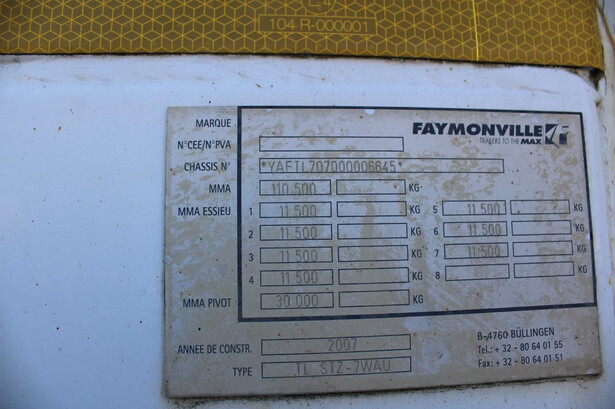 104 R-000001
MARQUE FAYMONVILLE
TRAILERS TO THE MAX
N°CEE/N°PVA
CHASSIS N° *YAFTL707000006645*
MMA 110.500 KG
MMA ESSIEU 1 11.500 KG 5 11.500 KG
2 11.500 KG 6 11.500 KG
3 11.500 KG 7 11.500 KG
4 11.500 KG 8 KG
MMA PIVOT 30.000 KG
ANNEE DE CONSTR. 2007
TYPE TL STZ-7WAU
B-4760 BÜLLINGEN
Tel.: + 32 - 80 64 01 55
Fax: + 32 - 80 64 01 51